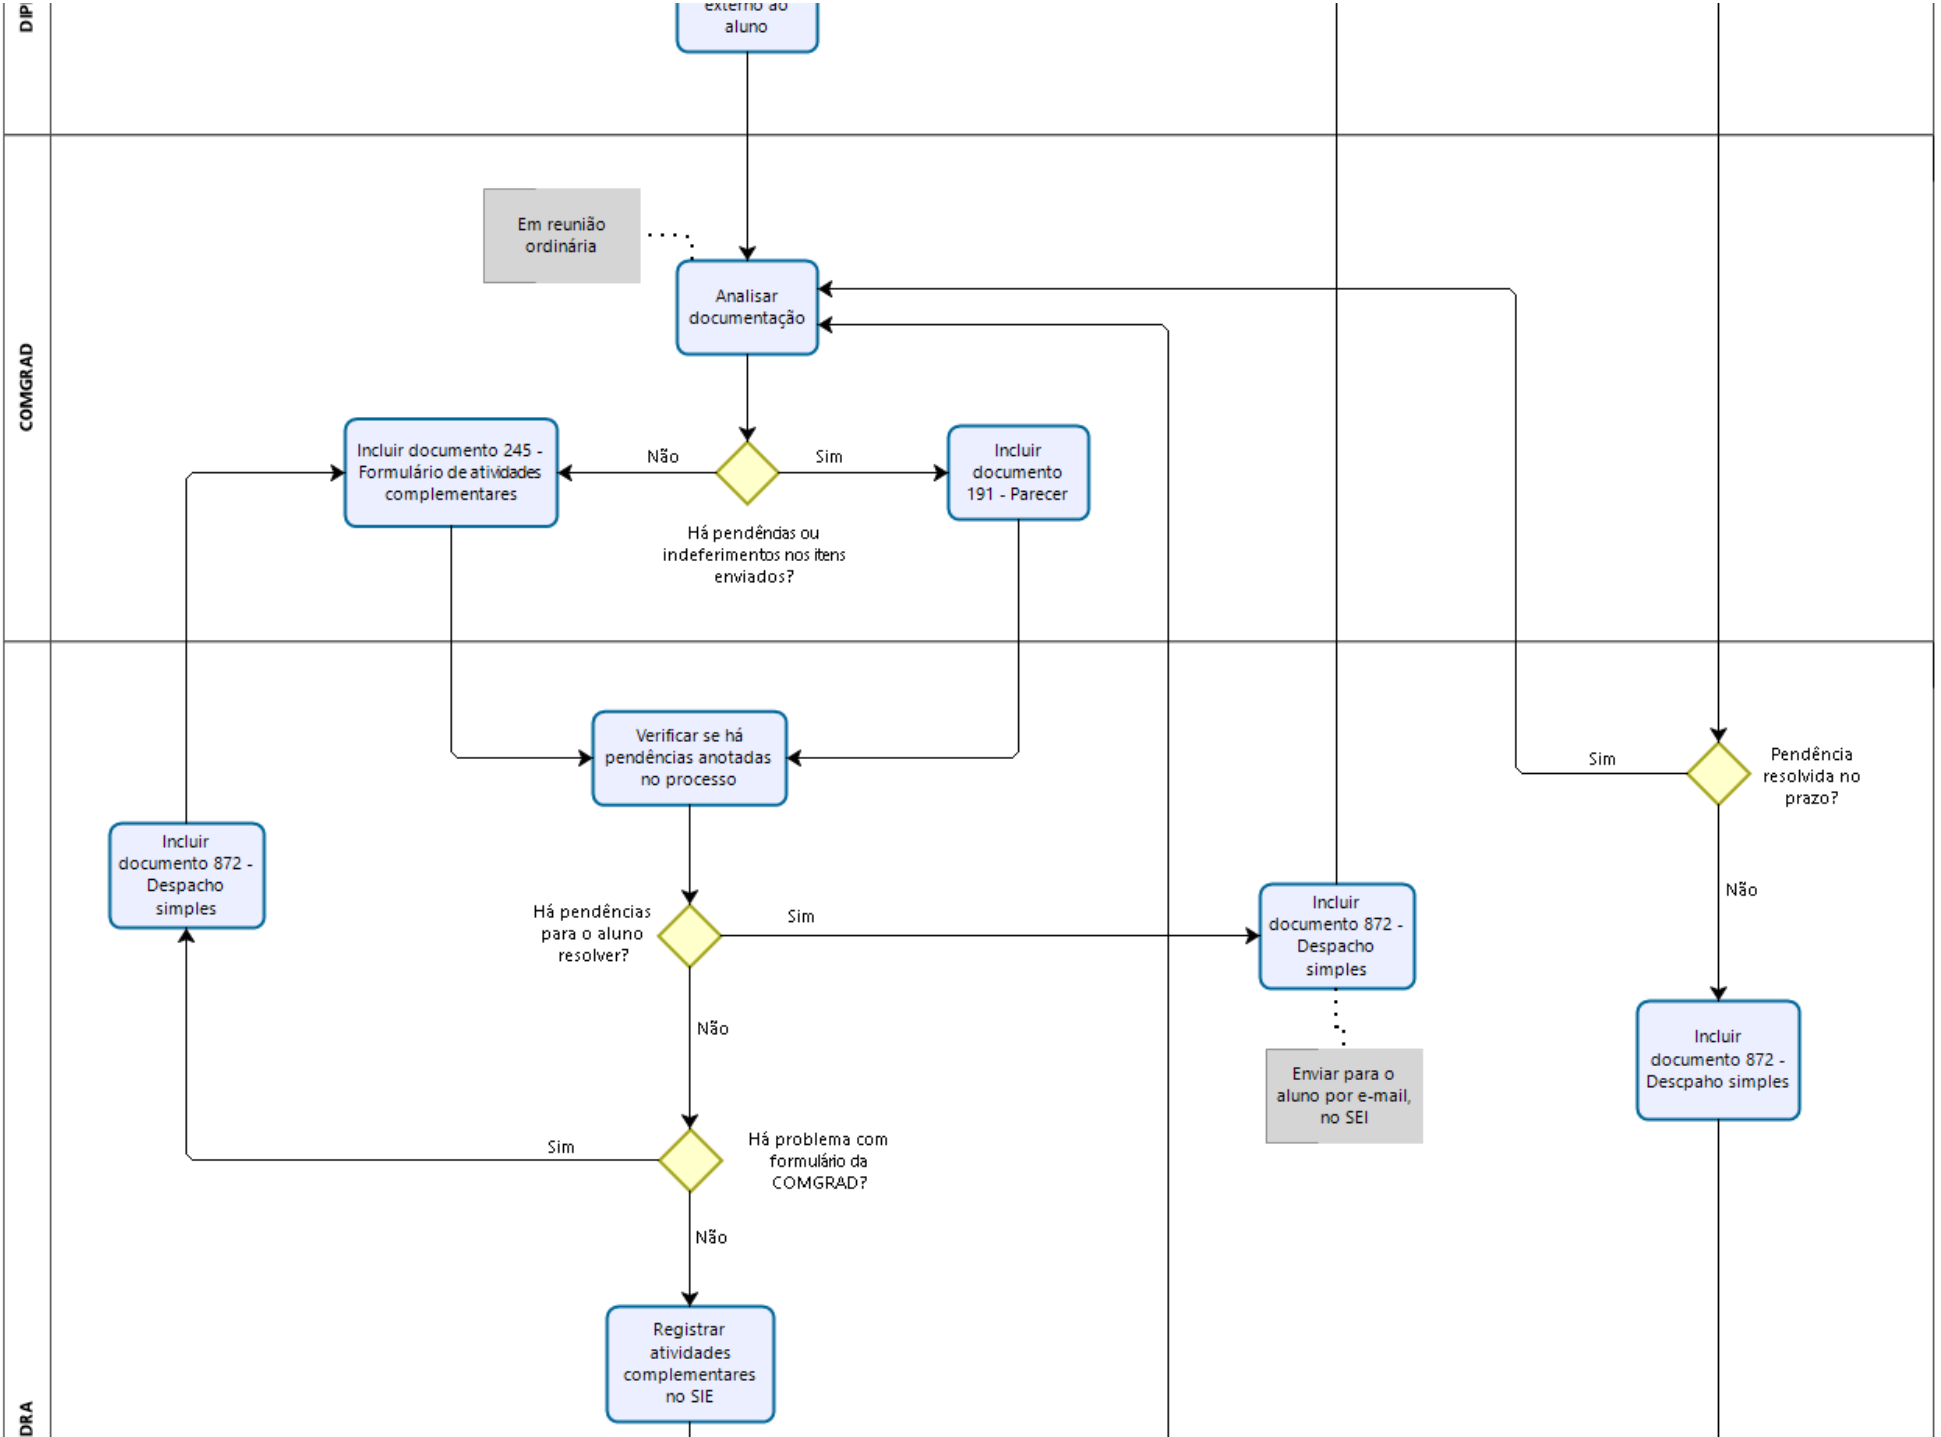 DIP
externo ao
aluno
COMGRAD
Em reunião
ordinária
Analisar
documentação
Incluir documento 245 -
Formulário de atividades
complementares
Não
Sim
Incluir
documento
191 - Parecer
Há pendências ou
indeferimentos nos itens
enviados?
DRA
Verificar se há
pendências anotadas
no processo
Sim
Pendência
resolvida no
prazo?
Incluir
documento 872 -
Despacho
simples
Há pendências
para o aluno
resolver?
Sim
Incluir
documento 872 -
Despacho
simples
Não
Não
Enviar para o
aluno por e-mail,
no SEI
Incluir
documento 872 -
Descpaho simples
Sim
Há problema com
formulário da
COMGRAD?
Não
Registrar
atividades
complementares
no SIE